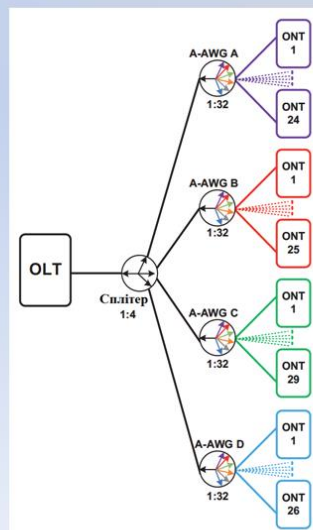 OLT
Сплітер
1:4
A-AWG A
1:32
ONT
1
ONT
24
A-AWG B
1:32
ONT
1
ONT
25
A-AWG C
1:32
ONT
1
ONT
29
A-AWG D
1:32
ONT
1
ONT
26